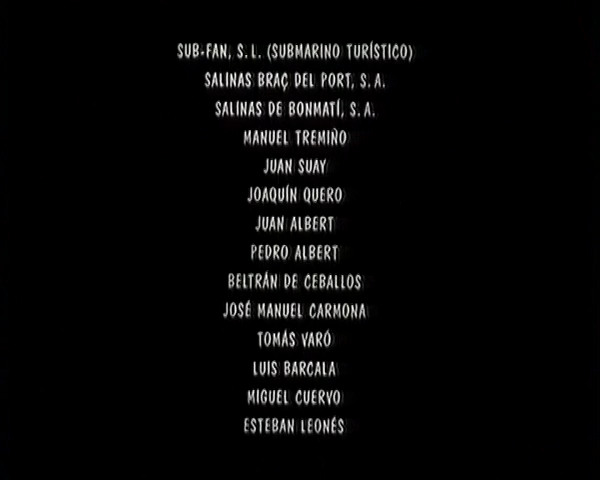 SUB-FAN, S.L. (SUBMARINO TURÍSTICO)
SALINAS BRAÇ DEL PORT, S.A.
SALINAS DE BONMATÍ, S.A.
MANUEL TREMIÑO
JUAN SUAY
JOAQUÍN QUERO
JUAN ALBERT
PEDRO ALBERT
BELTRÁN DE CEBALLOS
JOSÉ MANUEL CARMONA
TOMÁS VARÓ
LUIS BARCALA
MIGUEL CUERVO
ESTEBAN LEONÉS